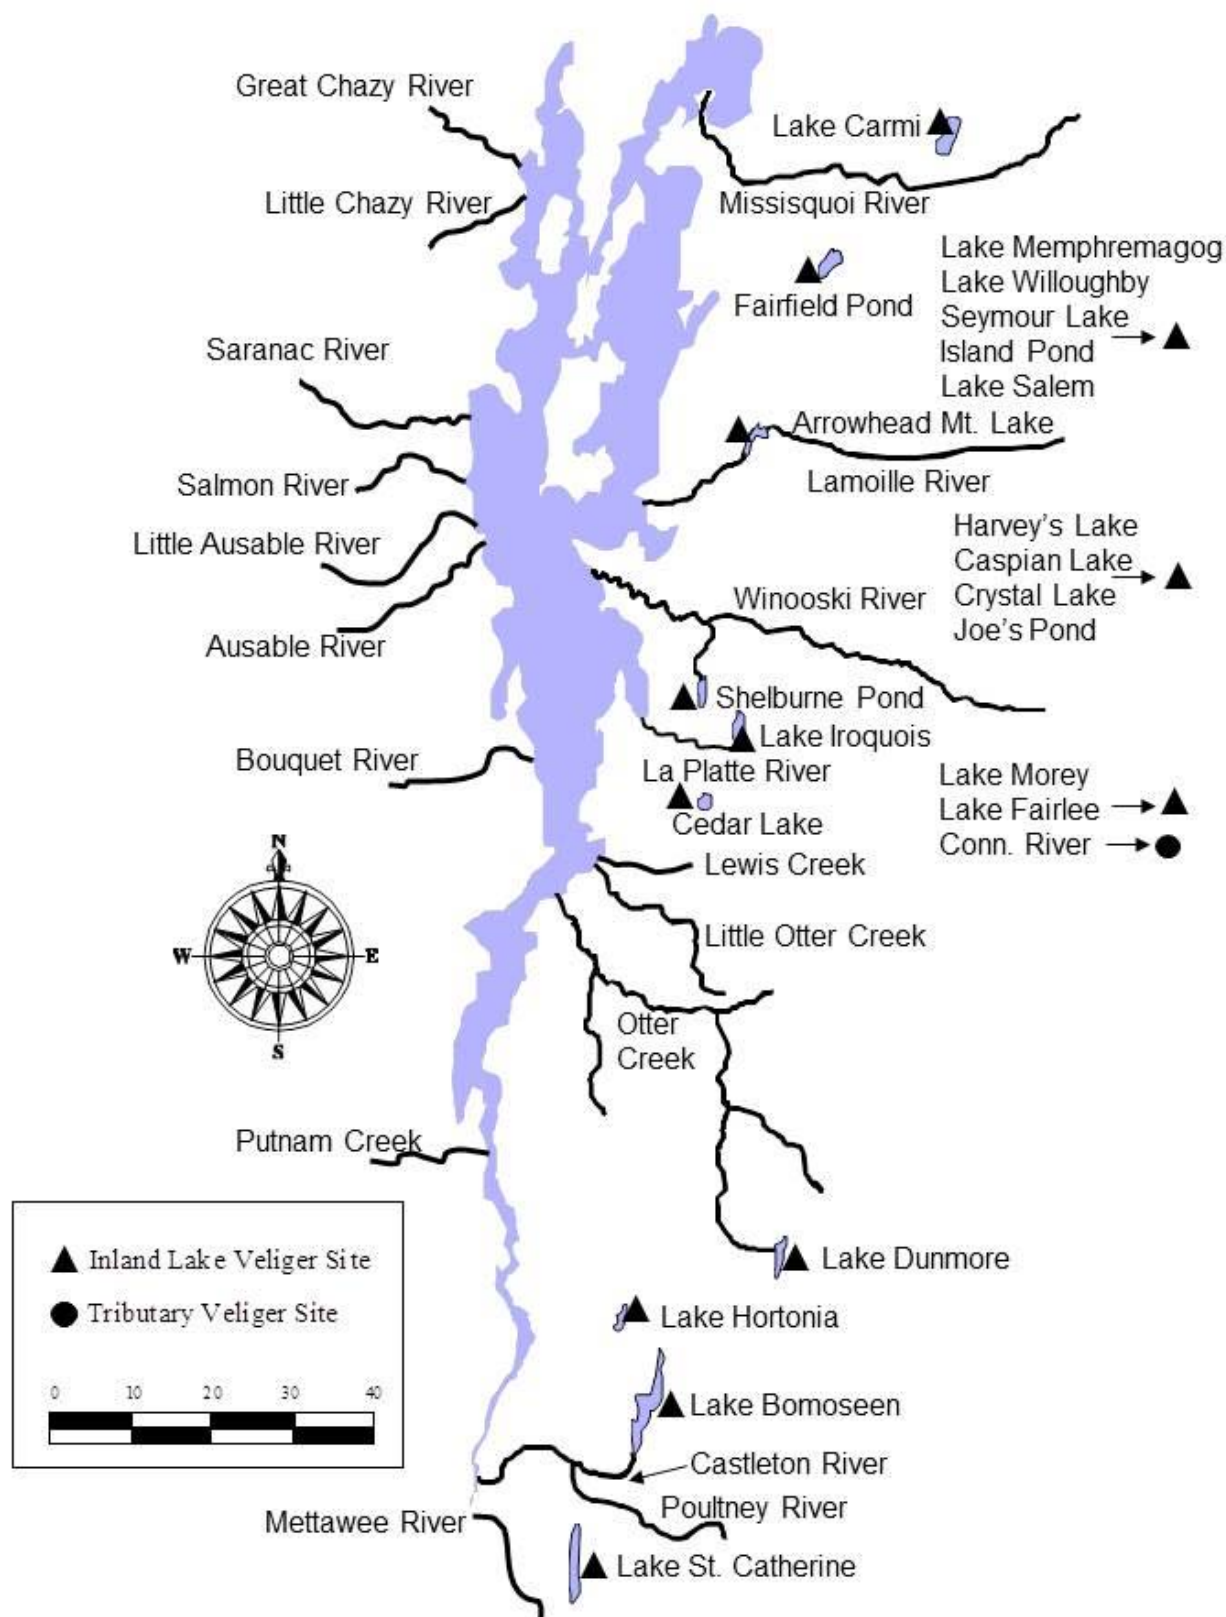 Great Chazy River
Lake Carmi
Little Chazy River
Missisquoi River
Lake Memphremagog
Lake Willoughby
Seymour Lake
Island Pond
Lake Salem
Fairfield Pond
Saranac River
Arrowhead Mt. Lake
Salmon River
Lamoille River
Little Ausable River
Harvey's Lake
Caspian Lake
Crystal Lake
Joe's Pond
Winooski River
Ausable River
Shelburne Pond
Lake Iroquois
Bouquet River
La Platte River
Lake Morey
Lake Fairlee
Conn. River
Cedar Lake
Lewis Creek
N
W
E
S
Little Otter Creek
Otter
Creek
Putnam Creek
Inland Lake Veliger Site
Tributary Veliger Site
0 10 20 30 40
Lake Dunmore
Lake Hortonia
Lake Bomoseen
Castleton River
Poultney River
Mettawee River
Lake St. Catherine